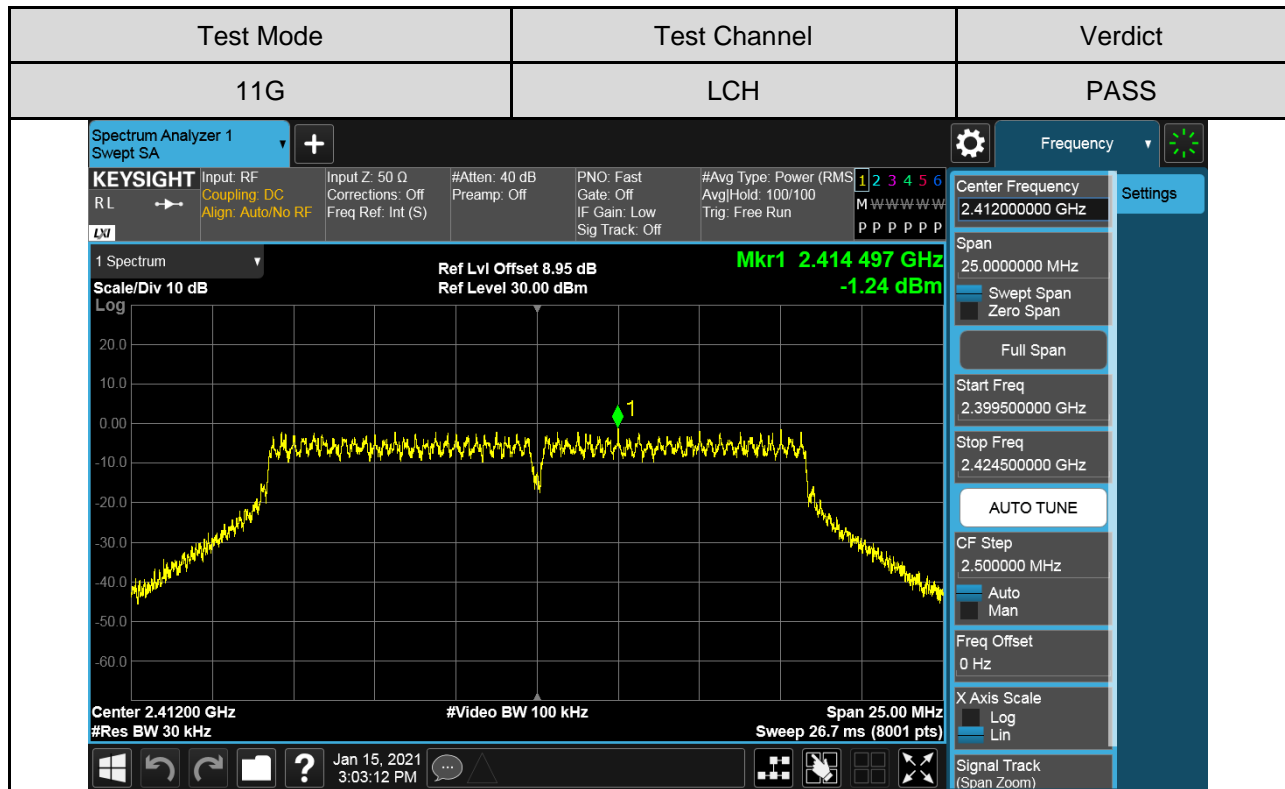 Test Mode Test Channel Verdict
11G LCH PASS
Spectrum Analyzer 1
Swept SA
+
Frequency
KEYSIGHT Input: RF Input Z: 50 Ω #Atten: 40 dB PNO: Fast #Avg Type: Power (RMS 1 2 3 4 5 6
RL Coupling: DC Corrections: Off Preamp: Off Gate: Off Avg|Hold: 100/100 M W W W W W
Align: Auto/No RF Freq Ref: Int (S) IF Gain: Low Trig: Free Run
LXI Sig Track: Off P P P P P P
1 Spectrum
Scale/Div 10 dB
Ref Lvl Offset 8.95 dB
Ref Level 30.00 dBm
Mkr1 2.414 497 GHz
-1.24 dBm
Log
20.0
10.0
0.00
-10.0
-20.0
-30.0
-40.0
-50.0
-60.0
1
Center 2.41200 GHz #Video BW 100 kHz Span 25.00 MHz
#Res BW 30 kHz Sweep 26.7 ms (8001 pts)
?
Jan 15, 2021
3:03:12 PM
Center Frequency
2.412000000 GHz
Settings
Span
25.0000000 MHz
Swept Span
Zero Span
Full Span
Start Freq
2.399500000 GHz
Stop Freq
2.424500000 GHz
AUTO TUNE
CF Step
2.500000 MHz
Auto
Man
Freq Offset
0 Hz
X Axis Scale
Log
Lin
Signal Track
(Span Zoom)